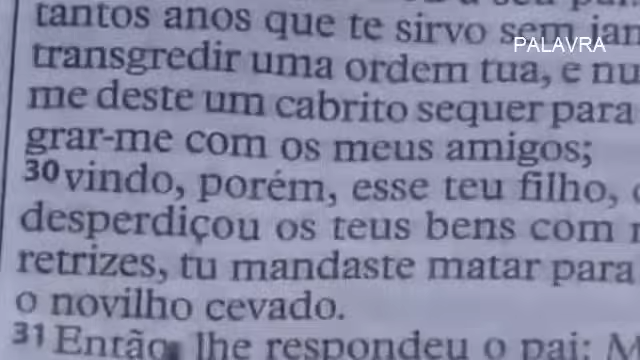 tantos anos que te sirvo sem
transgredir uma ordem tua, e
me deste um cabrito sequer para
grar-me com os meus amigos;
30 vindo, porém, esse teu filho,
desperdiçou os teus bens com
retrizes, tu mandaste matar para
o novilho cevado.
31 Então, lhe respondeu o pai:
PALAVRA